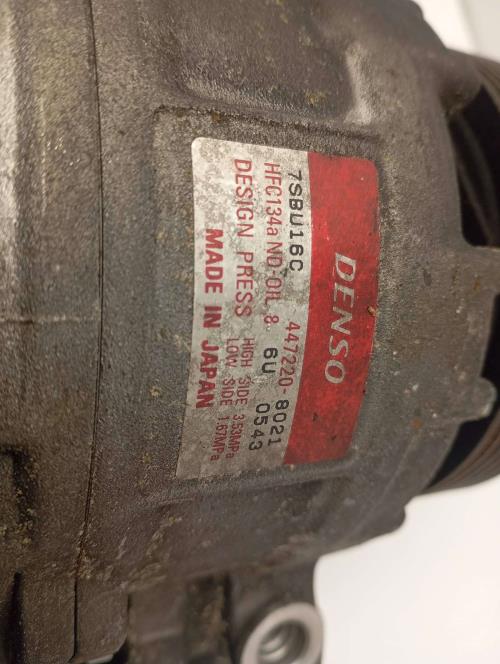 DENSO
7SBU16C 447220-8021
HFC134a ND-OIL 8 6U 0543
DESIGN PRESS HIGH SIDE 3.53MPa
LOW SIDE 1.67MPa
MADE IN JAPAN